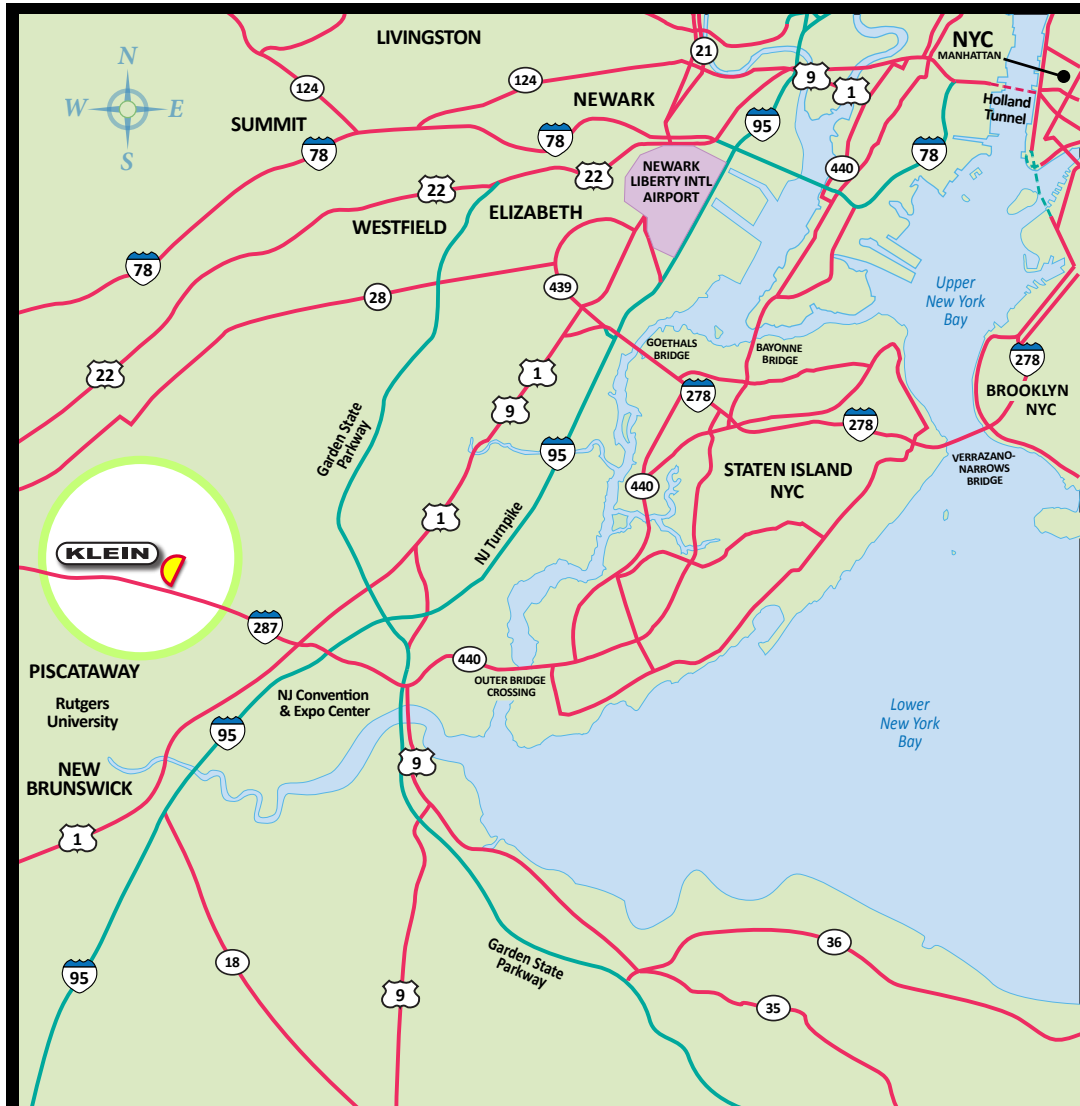 LIVINGSTON
21
NYC
MANHATTAN
N
W
E
S
124
124
9
1
NEWARK
Holland
Tunnel
SUMMIT
95
78
78
78
440
NEWARK
LIBERTY INTL
AIRPORT
22
22
ELIZABETH
WESTFIELD
78
28
439
Upper
New York
Bay
GOETHALS
BRIDGE
BAYONNE
BRIDGE
22
1
278
278
BROOKLYN
NYC
9
278
Garden State
Parkway
95
STATEN ISLAND
NYC
VERRAZANO-
NARROWS
BRIDGE
440
1
NJ Turnpike
KLEIN
287
440
PISCATAWAY
OUTER BRIDGE
CROSSING
Rutgers
University
NJ Convention
& Expo Center
95
Lower
New York
Bay
NEW
BRUNSWICK
9
1
Garden State
Parkway
36
18
95
9
35